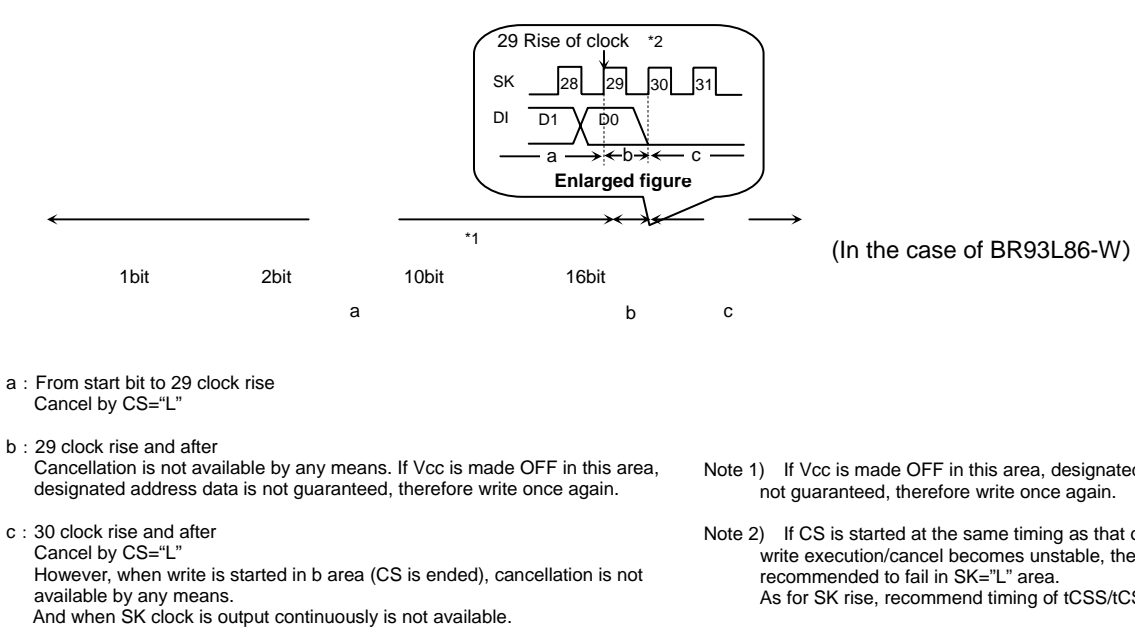 29 Rise of clock *2
SK 28 29 30 31
DI D1 D0
a b c
Enlarged figure
*1
(In the case of BR93L86-W)
1bit 2bit 10bit 16bit
a b c
a : From start bit to 29 clock rise
Cancel by CS=“L”
b : 29 clock rise and after
Cancellation is not available by any means. If Vcc is made OFF in this area,
designated address data is not guaranteed, therefore write once again.
c : 30 clock rise and after
Cancel by CS=“L”
However, when write is started in b area (CS is ended), cancellation is not
available by any means.
And when SK clock is output continuously is not available.
Note 1) If Vcc is made OFF in this area, designated
not guaranteed, therefore write once again.
Note 2) If CS is started at the same timing as that
write execution/cancel becomes unstable,
recommended to fail in SK=”L” area.
As for SK rise, recommend timing of